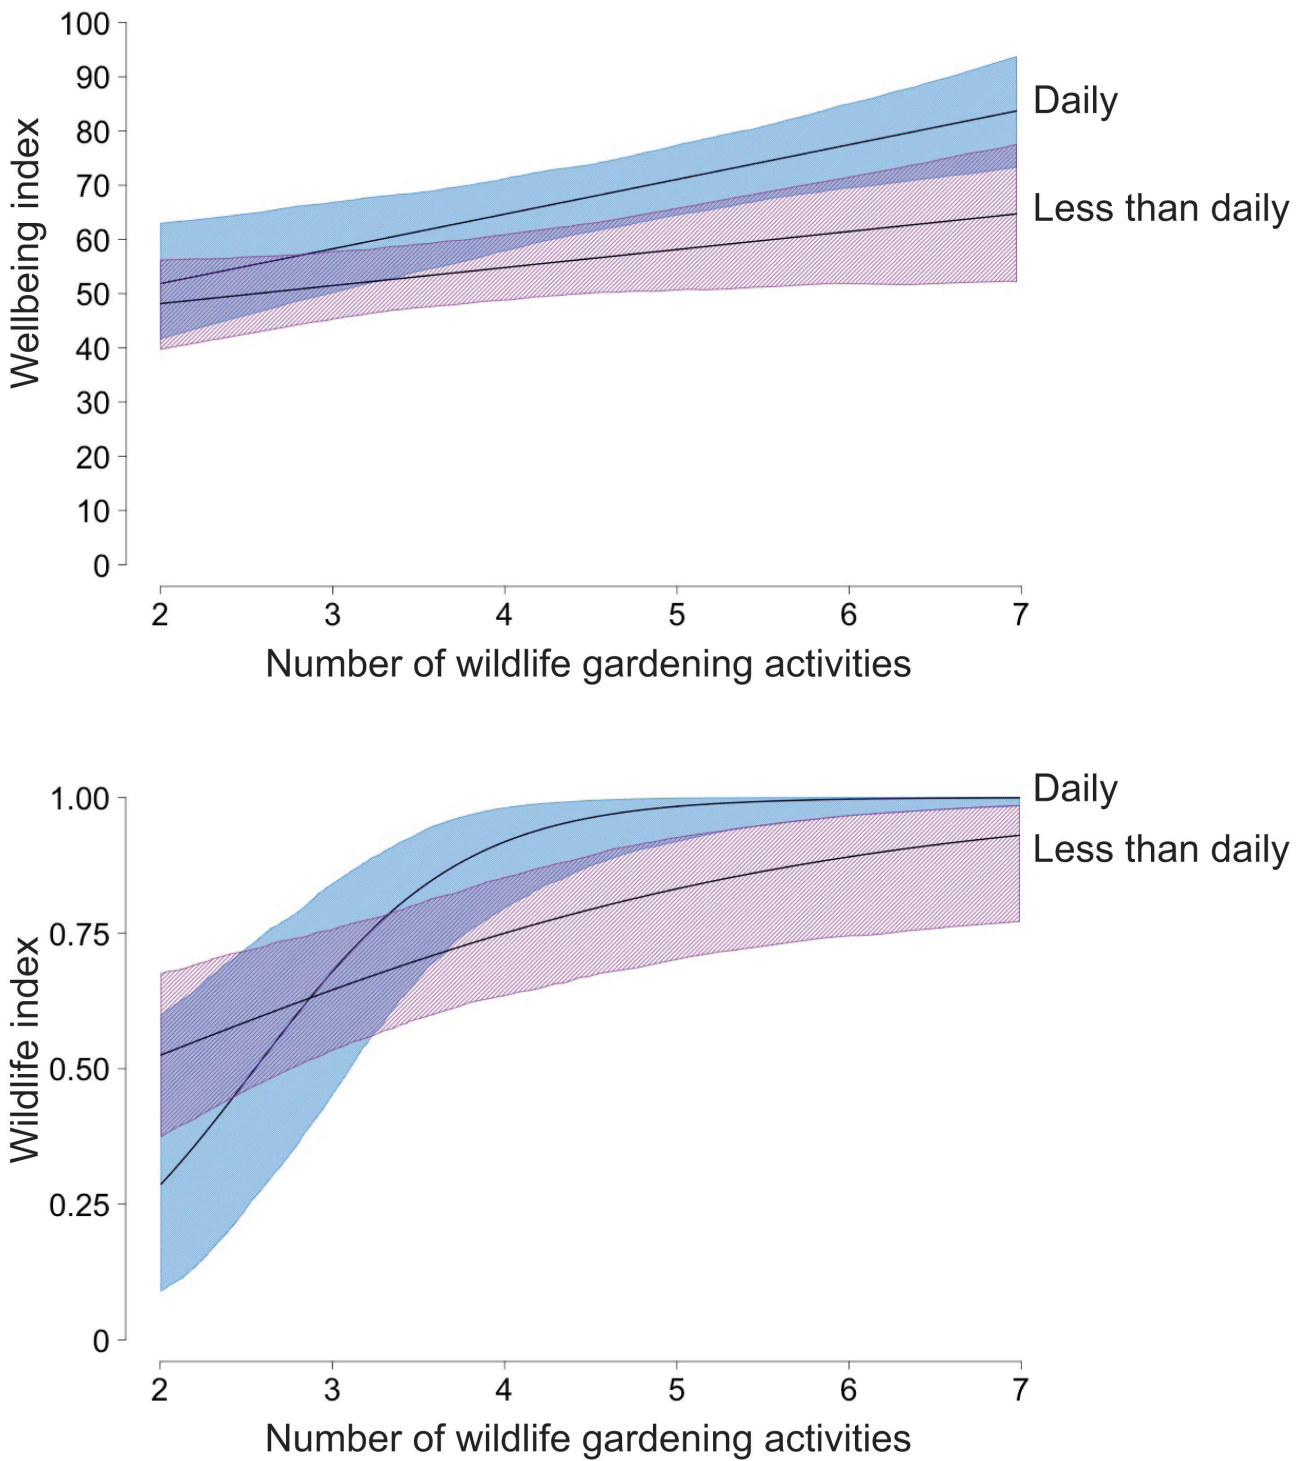 100
90
80
70
60
50
40
30
20
10
0
Wellbeing index
Daily
Less than daily
2 3 4 5 6 7
Number of wildlife gardening activities
1.00
0.75
0.50
0.25
0
Wildlife index
Daily
Less than daily
2 3 4 5 6 7
Number of wildlife gardening activities